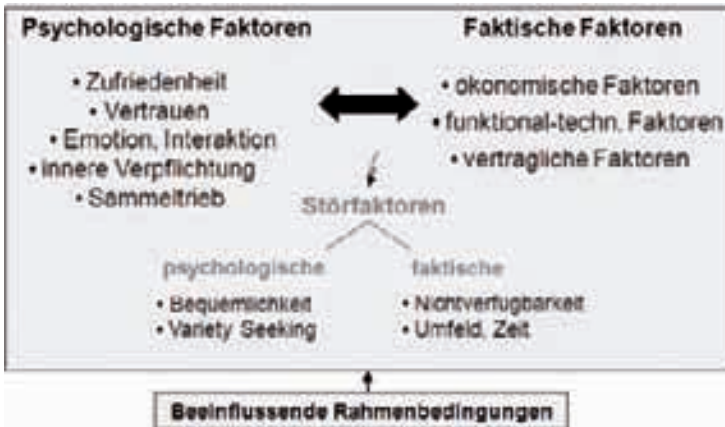 Psychologische Faktoren
• Zufriedenheit
• Vertrauen
• Emotion, Interaktion
• innere Verpflichtung
• Sammeltrieb
Faktische Faktoren
• ökonomische Faktoren
• funktional-techn. Faktoren
• vertragliche Faktoren
Störfaktoren
psychologische
• Bequemlichkeit
• Variety Seeking
faktische
• Nichtverfügbarkeit
• Umfeld, Zeit
Beeinflussende Rahmenbedingungen